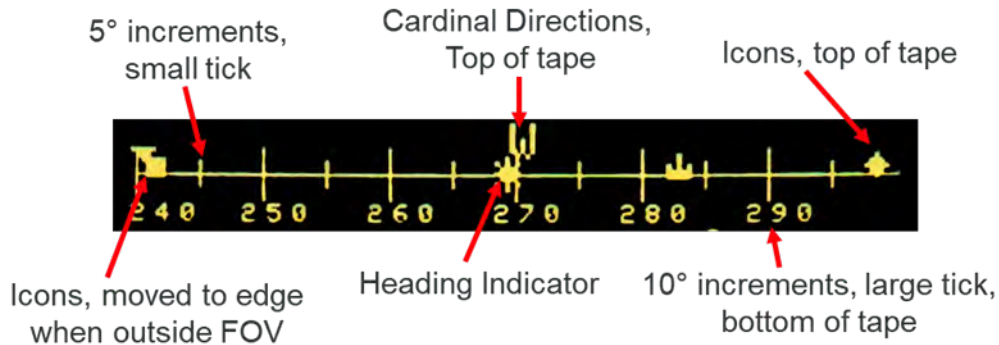 5° increments,
small tick
Cardinal Directions,
Top of tape
Icons, top of tape
W
240 250 260 270 280 290
Icons, moved to edge
when outside FOV
Heading Indicator
10° increments, large tick,
bottom of tape